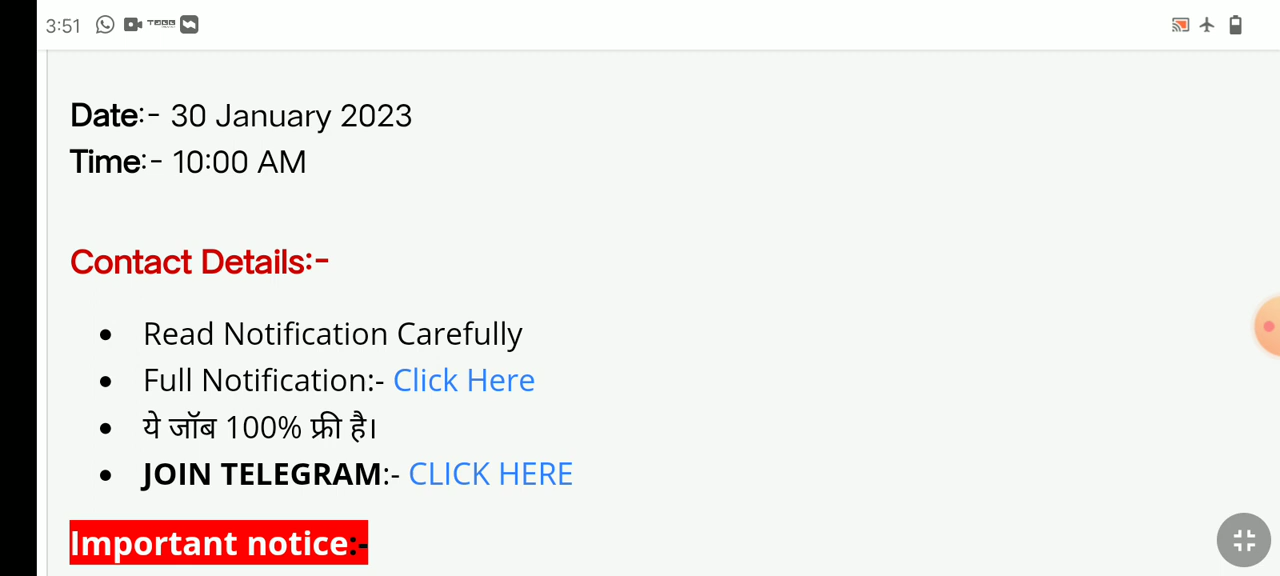 3:51
Date:- 30 January 2023
Time:- 10:00 AM
Contact Details:-
Read Notification Carefully
Full Notification:- Click Here
ये जॉब 100% फ्री है।
JOIN TELEGRAM:- CLICK HERE
Important notice:-